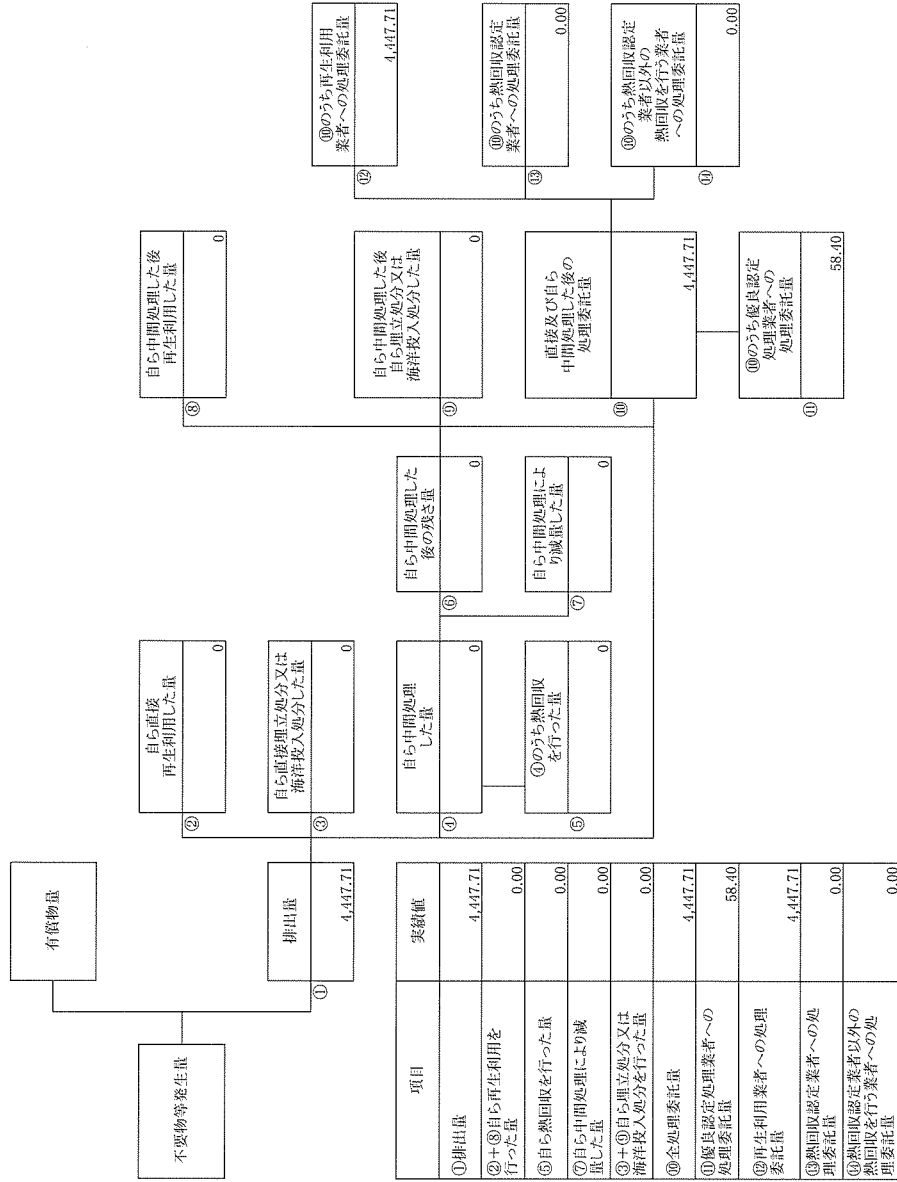 不要物等発生量
有償物量
①
排出量
4,447.71
②
自ら直接
再生利用した量
0
③
自ら直接埋立処分又は
海洋投入処分した量
0
④
自ら中間処理
した量
0
⑤
④のうち熱回収
を行った量
0
⑥
自ら中間処理した
後の残さ量
0
⑦
自ら中間処理によ
り減量した量
0
⑧
自ら中間処理した後
再生利用した量
0
⑨
自ら中間処理した後
自ら埋立処分又は
海洋投入処分した量
0
⑩
直接及び自ら
中間処理した後の
処理委託量
4,447.71
⑪
⑩のうち優良認定
処理業者への
処理委託量
58.40
⑫
⑩のうち再生利用
業者への処理委託量
4,447.71
⑬
⑩のうち熱回収認定
業者への処理委託量
0.00
⑭
⑩のうち熱回収認定
業者以外の
熱回収を行う業者
への処理委託量
0.00
項目
実績値
①排出量
4,447.71
②+⑧自ら再生利用を
行った量
0.00
⑤自ら熱回収を行った量
0.00
⑦自ら中間処理により減
量した量
0.00
③+⑨自ら埋立処分又は
海洋投入処分を行った量
0.00
⑩全処理委託量
4,447.71
⑪優良認定処理業者への
処理委託量
58.40
⑫再生利用業者への処理
委託量
4,447.71
⑬熱回収認定業者への処
理委託量
0.00
⑭熱回収認定業者以外の
熱回収を行う業者への処
理委託量
0.00